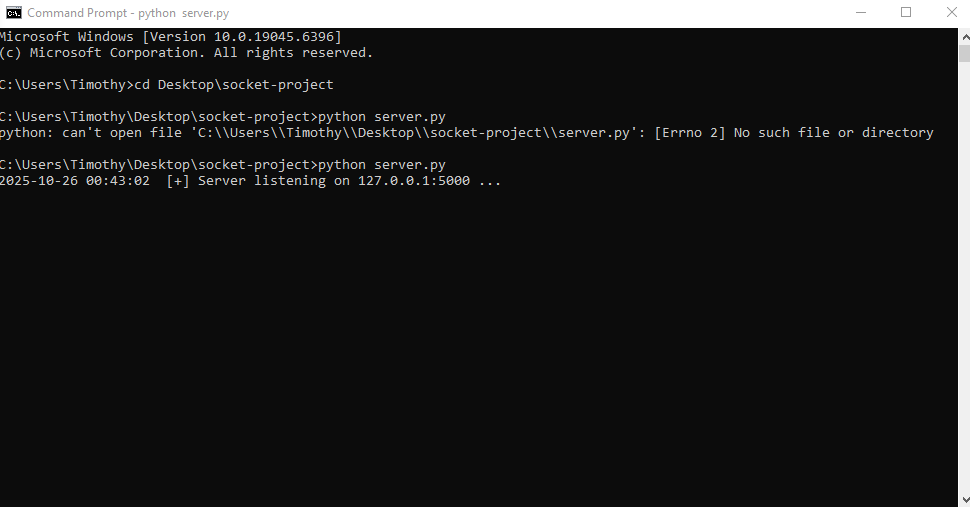 Command Prompt - python  server.py
Microsoft Windows [Version 10.0.19045.6396]
(c) Microsoft Corporation. All rights reserved.
C:\Users\Timothy>cd Desktop\socket-project
C:\Users\Timothy\Desktop\socket-project>python server.py
python: can't open file 'C:\\Users\\Timothy\\Desktop\\socket-project\\server.py': [Errno 2] No such file or directory
C:\Users\Timothy\Desktop\socket-project>python server.py
2025-10-26 00:43:02  [+] Server listening on 127.0.0.1:5000 ...